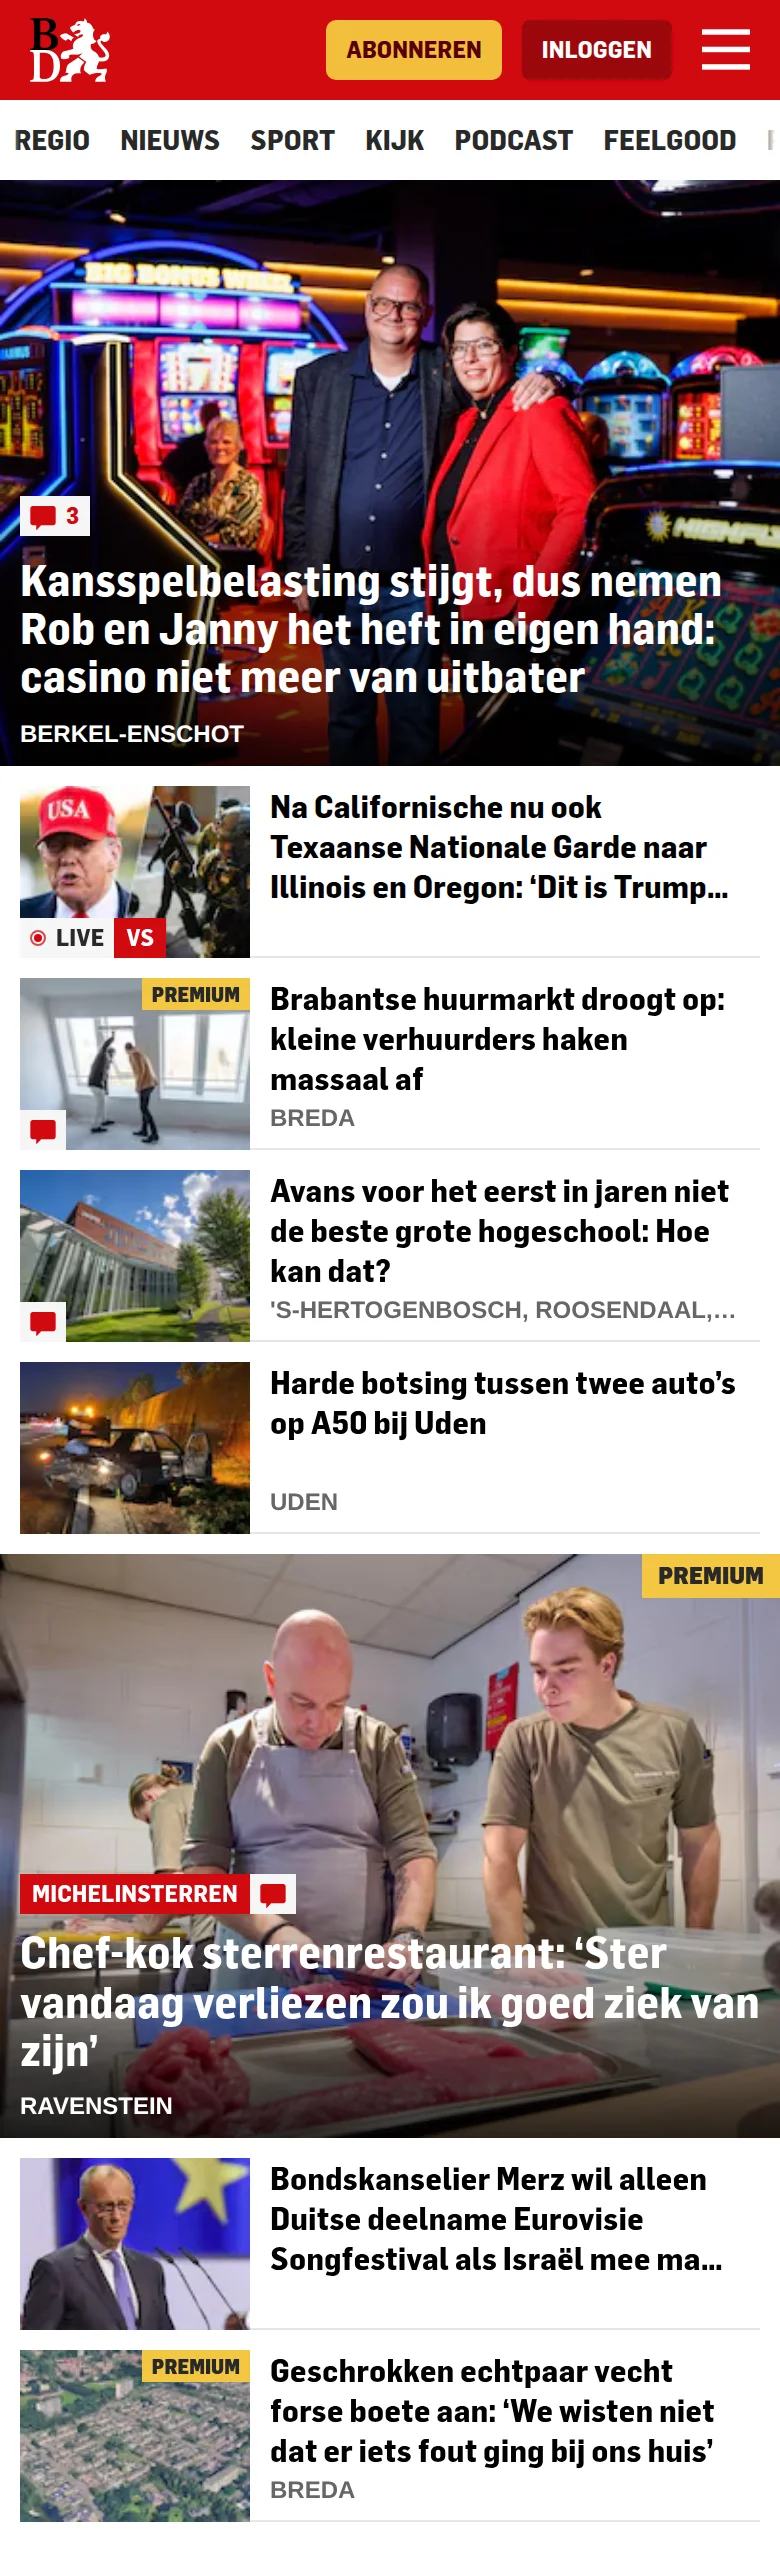 BD
ABONNEREN
INLOGGEN
REGIO NIEUWS SPORT KIJK PODCAST FEELGOOD
BIG BONUS WHEEL
3
Kansspelbelasting stijgt, dus nemen
Rob en Janny het heft in eigen hand:
casino niet meer van uitbater
BERKEL-ENSCHOT
USA
LIVE VS
Na Californische nu ook
Texaanse Nationale Garde naar
Illinois en Oregon: ‘Dit is Trump...
PREMIUM
Brabantse huurmarkt droogt op:
kleine verhuurders haken
massaal af
BREDA
Avans voor het eerst in jaren niet
de beste grote hogeschool: Hoe
kan dat?
'S-HERTOGENBOSCH, ROOSENDAAL,...
Harde botsing tussen twee auto’s
op A50 bij Uden
UDEN
PREMIUM
MICHELINSTERREN
Chef-kok sterrenrestaurant: ‘Ster
vandaag verliezen zou ik goed ziek van
zijn’
RAVENSTEIN
Bondskanselier Merz wil alleen
Duitse deelname Eurovisie
Songfestival als Israël mee ma...
PREMIUM
Geschrokken echtpaar vecht
forse boete aan: ‘We wisten niet
dat er iets fout ging bij ons huis’
BREDA